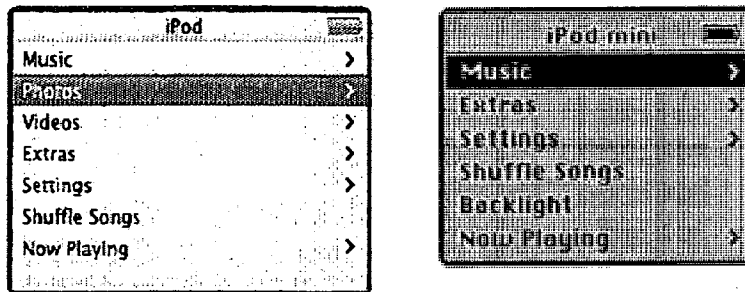 iPod
Music >
Photos >
Videos >
Extras >
Settings >
Shuffle Songs
Now Playing >
iPod mini
Music >
Extras >
Settings >
Shuffle Songs
Backlight
Now Playing >